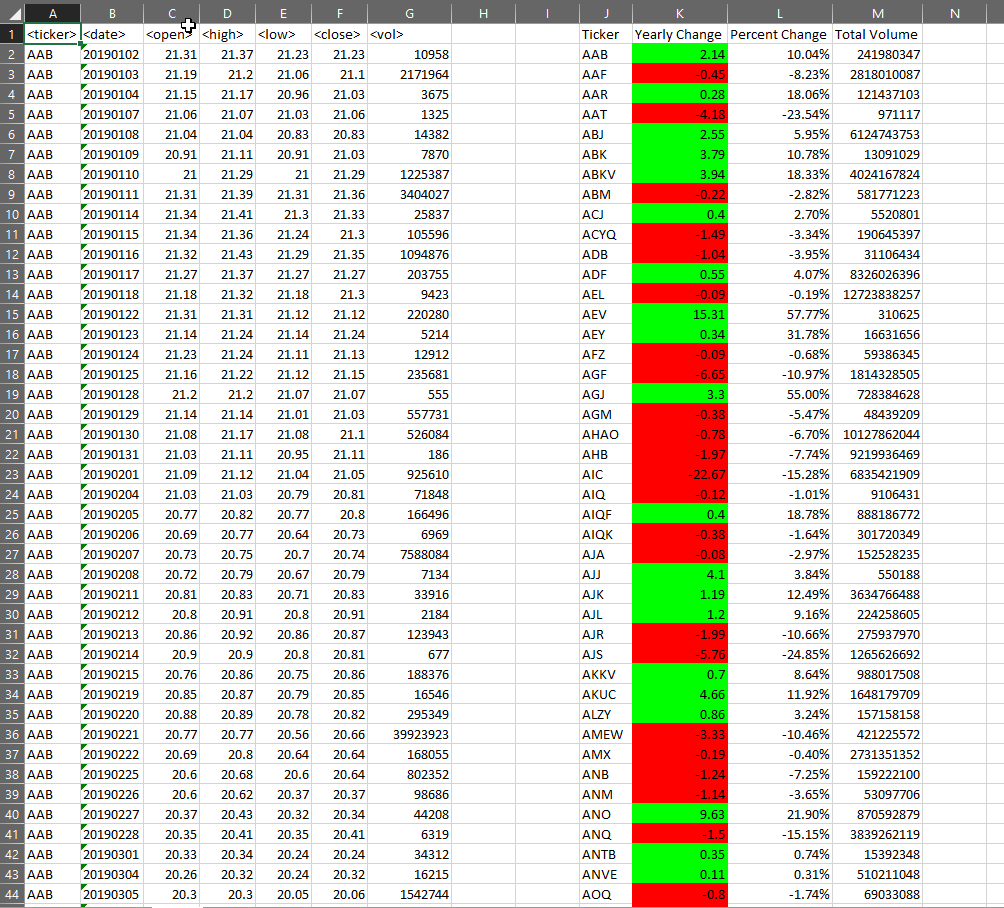 A B C D E F G H I J K L M N
1 <ticker> <date> <open> <high> <low> <close> <vol> Ticker Yearly Change Percent Change Total Volume
2 AAB 20190102 21.31 21.37 21.23 21.23 10958 AAB 2.14 10.04% 241980347
3 AAB 20190103 21.19 21.2 21.06 21.1 2171964 AAF -0.45 -8.23% 2818010087
4 AAB 20190104 21.15 21.17 20.96 21.03 3675 AAR 0.28 18.06% 121437103
5 AAB 20190107 21.06 21.07 21.03 21.06 1325 AAT -4.18 -23.54% 971117
6 AAB 20190108 21.04 21.04 20.83 20.83 14382 ABJ 2.55 5.95% 6124743753
7 AAB 20190109 20.91 21.11 20.91 21.03 7870 ABK 3.79 10.78% 13091029
8 AAB 20190110 21 21.29 21 21.29 1225387 ABKV 3.94 18.33% 4024167824
9 AAB 20190111 21.31 21.39 21.31 21.36 3404027 ABM -0.22 -2.82% 581771223
10 AAB 20190114 21.34 21.41 21.3 21.33 25837 ACJ 0.4 2.70% 5520801
11 AAB 20190115 21.34 21.36 21.24 21.3 105596 ACYQ -1.49 -3.34% 190645397
12 AAB 20190116 21.32 21.43 21.29 21.35 1094876 ADB -1.04 -3.95% 31106434
13 AAB 20190117 21.27 21.37 21.27 21.27 203755 ADF 0.55 4.07% 8326026396
14 AAB 20190118 21.18 21.32 21.18 21.3 9423 AEL -0.09 -0.19% 12723838257
15 AAB 20190122 21.31 21.31 21.12 21.12 220280 AEV 15.31 57.77% 310625
16 AAB 20190123 21.14 21.24 21.14 21.24 5214 AEY 0.34 31.78% 16631656
17 AAB 20190124 21.23 21.24 21.11 21.13 12912 AFZ -0.09 -0.68% 59386345
18 AAB 20190125 21.16 21.22 21.12 21.15 235681 AGF -6.65 -10.97% 1814328505
19 AAB 20190128 21.2 21.2 21.07 21.07 555 AGJ 3.3 55.00% 728384628
20 AAB 20190129 21.14 21.14 21.01 21.03 557731 AGM -0.38 -5.47% 48439209
21 AAB 20190130 21.08 21.17 21.08 21.1 526084 AHAO -0.78 -6.70% 10127862044
22 AAB 20190131 21.03 21.11 20.95 21.11 186 AHB -1.97 -7.74% 9219936469
23 AAB 20190201 21.09 21.12 21.04 21.05 925610 AIC -22.67 -15.28% 6835421909
24 AAB 20190204 21.03 21.03 20.79 20.81 71848 AIQ -0.12 -1.01% 9106431
25 AAB 20190205 20.77 20.82 20.77 20.8 166496 AIQF 0.4 18.78% 888186772
26 AAB 20190206 20.69 20.77 20.64 20.73 6969 AIQK -0.38 -1.64% 301720349
27 AAB 20190207 20.73 20.75 20.7 20.74 7588084 AJA -0.08 -2.97% 152528235
28 AAB 20190208 20.72 20.79 20.67 20.79 7134 AJJ 4.1 3.84% 550188
29 AAB 20190211 20.81 20.83 20.71 20.83 33916 AJK 1.19 12.49% 3634766488
30 AAB 20190212 20.8 20.91 20.8 20.91 2184 AJL 1.2 9.16% 224258605
31 AAB 20190213 20.86 20.92 20.86 20.87 123943 AJR -1.99 -10.66% 275937970
32 AAB 20190214 20.9 20.9 20.8 20.81 677 AJS -5.76 -24.85% 1265626692
33 AAB 20190215 20.76 20.86 20.75 20.86 188376 AKKV 0.7 8.64% 988017508
34 AAB 20190219 20.85 20.87 20.79 20.85 16546 AKUC 4.66 11.92% 1648179709
35 AAB 20190220 20.88 20.89 20.78 20.82 295349 ALZY 0.86 3.24% 157158158
36 AAB 20190221 20.77 20.77 20.56 20.66 39923923 AMEW -3.33 -10.46% 421225572
37 AAB 20190222 20.69 20.8 20.64 20.64 168055 AMX -0.19 -0.40% 2731351352
38 AAB 20190225 20.6 20.68 20.6 20.64 802352 ANB -1.24 -7.25% 159222100
39 AAB 20190226 20.6 20.62 20.37 20.37 98686 ANM -1.14 -3.65% 53097706
40 AAB 20190227 20.37 20.43 20.32 20.34 44208 ANO 9.63 21.90% 870592879
41 AAB 20190228 20.35 20.41 20.35 20.41 6319 ANQ -1.5 -15.15% 3839262119
42 AAB 20190301 20.33 20.34 20.24 20.24 34312 ANTB 0.35 0.74% 15392348
43 AAB 20190304 20.26 20.32 20.24 20.32 16215 ANVE 0.11 0.31% 510211048
44 AAB 20190305 20.3 20.3 20.05 20.06 1542744 AOQ -0.8 -1.74% 69033088